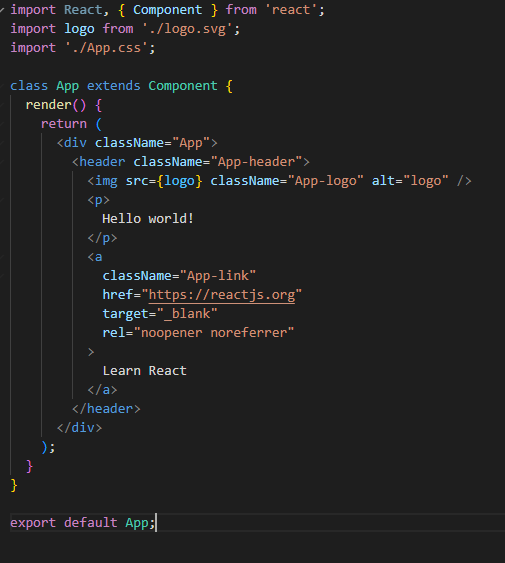 import React, { Component } from 'react';
import logo from './logo.svg';
import './App.css';

class App extends Component {
  render() {
    return (
      <div className="App">
        <header className="App-header">
          <img src={logo} className="App-logo" alt="logo" />
          <p>
            Hello world!
          </p>
          <a
            className="App-link"
            href="https://reactjs.org"
            target="_blank"
            rel="noopener noreferrer"
          >
            Learn React
          </a>
        </header>
      </div>
    );
  }
}

export default App;